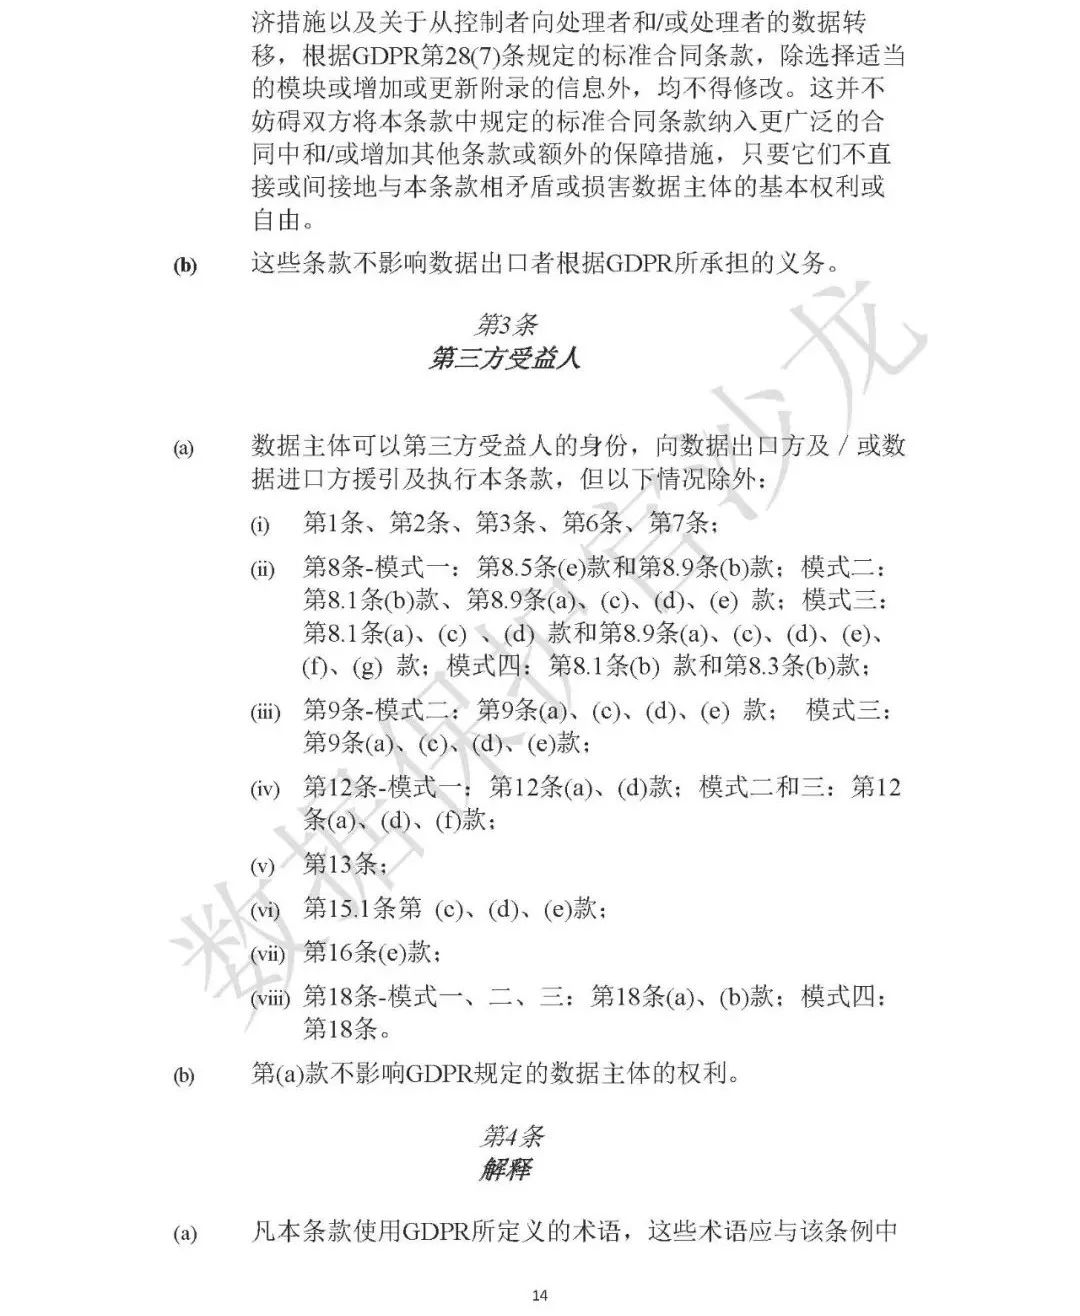 济措施以及关于从控制者向处理者和/或处理者的数据转
移，根据GDPR第28(7)条规定的标准合同条款，除选择适当
的模块或增加或更新附录的信息外，均不得修改。这并不
妨碍双方将本条款中规定的标准合同条款纳入更广泛的合
同中和/或增加其他条款或额外的保障措施，只要它们不直
接或间接地与本条款相矛盾或损害数据主体的基本权利或
自由。
(b) 这些条款不影响数据出口者根据GDPR所承担的义务。
第3条
第三方受益人
(a) 数据主体可以第三方受益人的身份，向数据出口方及／或数
据进口方援引及执行本条款，但以下情况除外：
(i) 第1条、第2条、第3条、第6条、第7条；
(ii) 第8条-模式一：第8.5条(e)款和第8.9条(b)款；模式二：
第8.1条(b)款、第8.9条(a)、(c)、(d)、(e) 款；模式三：
第8.1条(a)、(c) 、(d) 款和第8.9条(a)、(c)、(d)、(e)、
(f)、(g) 款；模式四：第8.1条(b) 款和第8.3条(b)款；
(iii) 第9条-模式二：第9条(a)、(c)、(d)、(e) 款； 模式三：
第9条(a)、(c)、(d)、(e)款；
(iv) 第12条-模式一：第12条(a)、(d)款；模式二和三：第12
条(a)、(d)、(f)款；
(v) 第13条；
(vi) 第15.1条第 (c)、(d)、(e)款；
(vii) 第16条(e)款；
(viii) 第18条-模式一、二、三：第18条(a)、(b)款；模式四：
第18条。
(b) 第(a)款不影响GDPR规定的数据主体的权利。
第4条
解释
(a) 凡本条款使用GDPR所定义的术语，这些术语应与该条例中
14
数据保护官沙龙